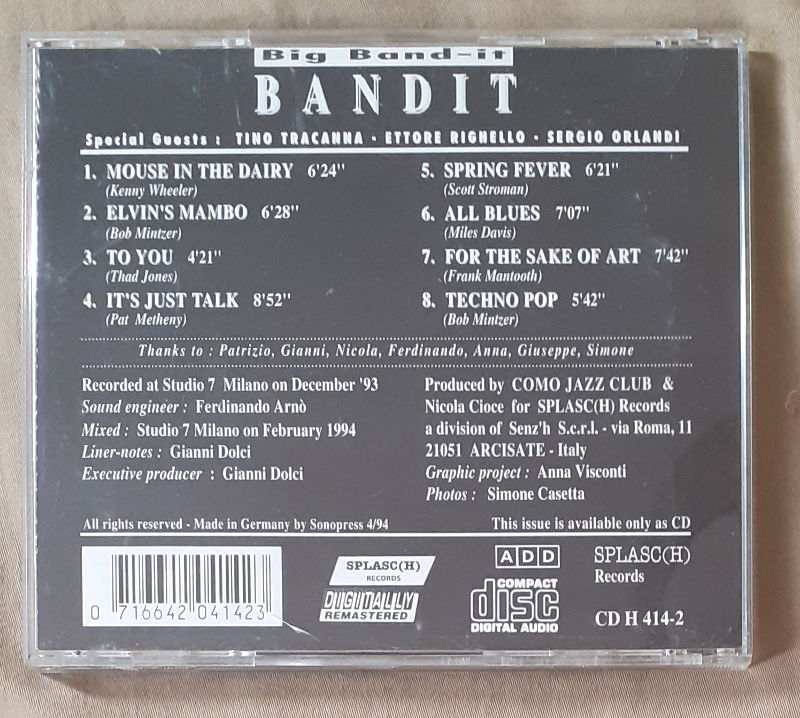 Big Band-it
BANDIT
Special Guests : TINO TRACANNA - ETTORE RIGHELLO - SERGIO ORLANDI
1. MOUSE IN THE DAIRY 6'24"
(Kenny Wheeler)
2. ELVIN'S MAMBO 6'28"
(Bob Mintzer)
3. TO YOU 4'21"
(Thad Jones)
4. IT'S JUST TALK 8'52"
(Pat Metheny)
5. SPRING FEVER 6'21"
(Scott Stroman)
6. ALL BLUES 7'07"
(Miles Davis)
7. FOR THE SAKE OF ART 7'42"
(Frank Mantooth)
8. TECHNO POP 5'42"
(Bob Mintzer)
Thanks to : Patrizio, Gianni, Nicola, Ferdinando, Anna, Giuseppe, Simone
Recorded at Studio 7 Milano on December '93
Sound engineer : Ferdinando Arnò
Mixed : Studio 7 Milano on February 1994
Liner-notes : Gianni Dolci
Executive producer : Gianni Dolci
Produced by COMO JAZZ CLUB &
Nicola Cioce for SPLASC(H) Records
a division of Senz'h S.c.r.l. - via Roma, 11
21051 ARCISATE - Italy
Graphic project : Anna Visconti
Photos : Simone Casetta
All rights reserved - Made in Germany by Sonopress 4/94
This issue is available only as CD
0 716642 041423
SPLASC(H)
RECORDS
DIGITALLY
REMASTERED
ADD
COMPACT
disc
DIGITAL AUDIO
SPLASC(H)
Records
CD H 414-2